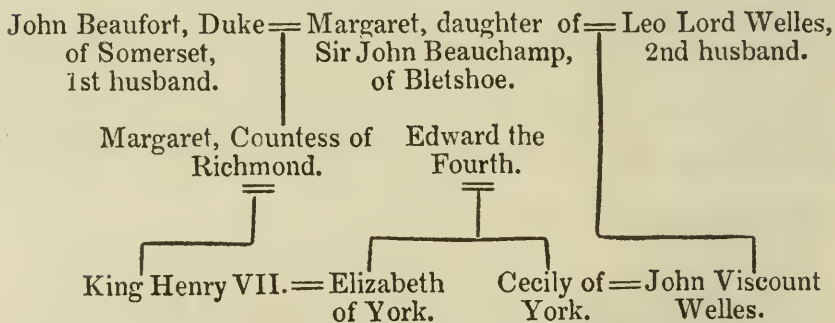 John Beaufort, Duke = Margaret, daughter of = Leo Lord Welles,
of Somerset, Sir John Beauchamp, 2nd husband.
1st husband. of Bletshoe.
Margaret, Countess of Edward the
Richmond. Fourth.
King Henry VII. = Elizabeth Cecily of = John Viscount
of York. York. Welles.